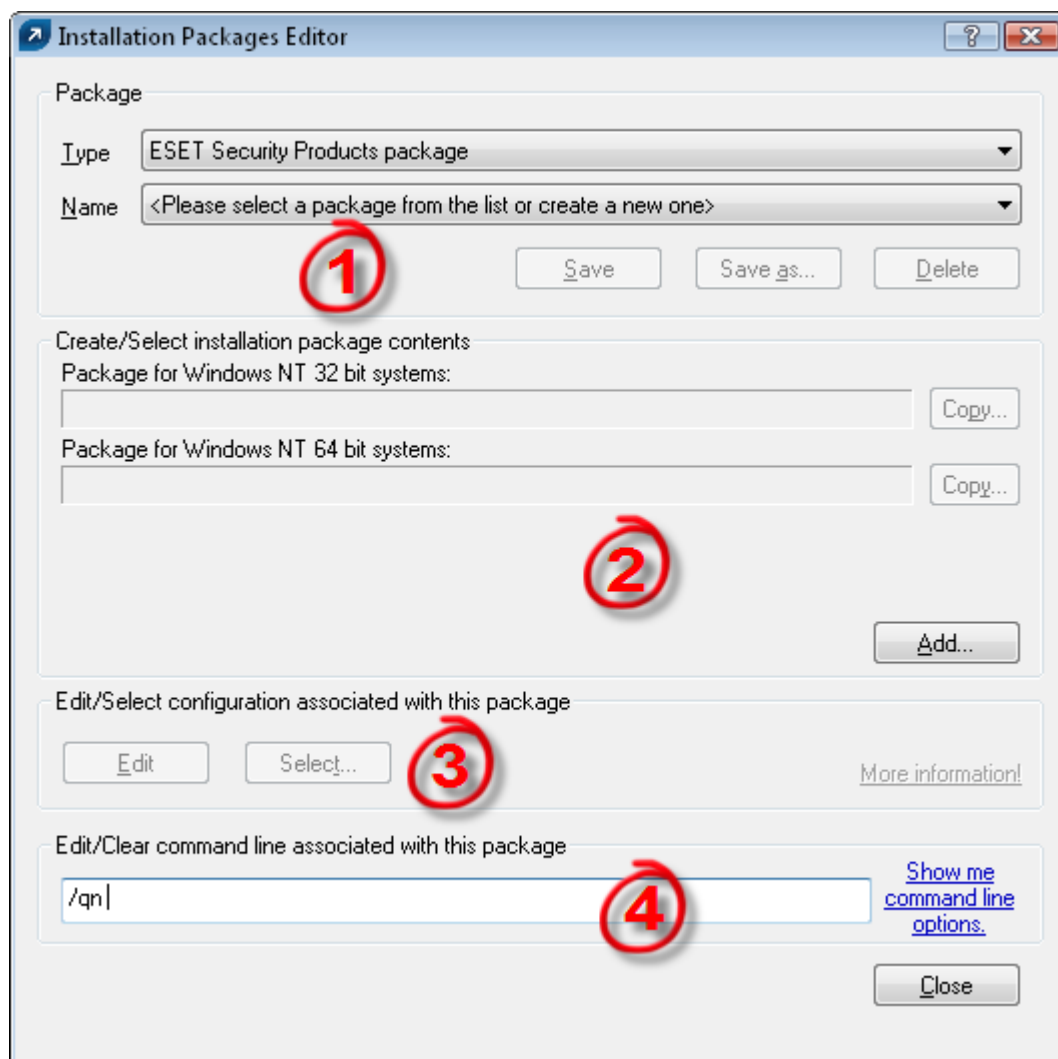 Installation Packages Editor
?
Package
Type ESET Security Products package
Name <Please select a package from the list or create a new one>
1
Save Save as... Delete
Create/Select installation package contents
Package for Windows NT 32 bit systems:
Copy...
Package for Windows NT 64 bit systems:
Copy...
2
Add...
Edit/Select configuration associated with this package
Edit Select... 3 More information!
Edit/Clear command line associated with this package
/qn 4
Show me
command line
options.
Close